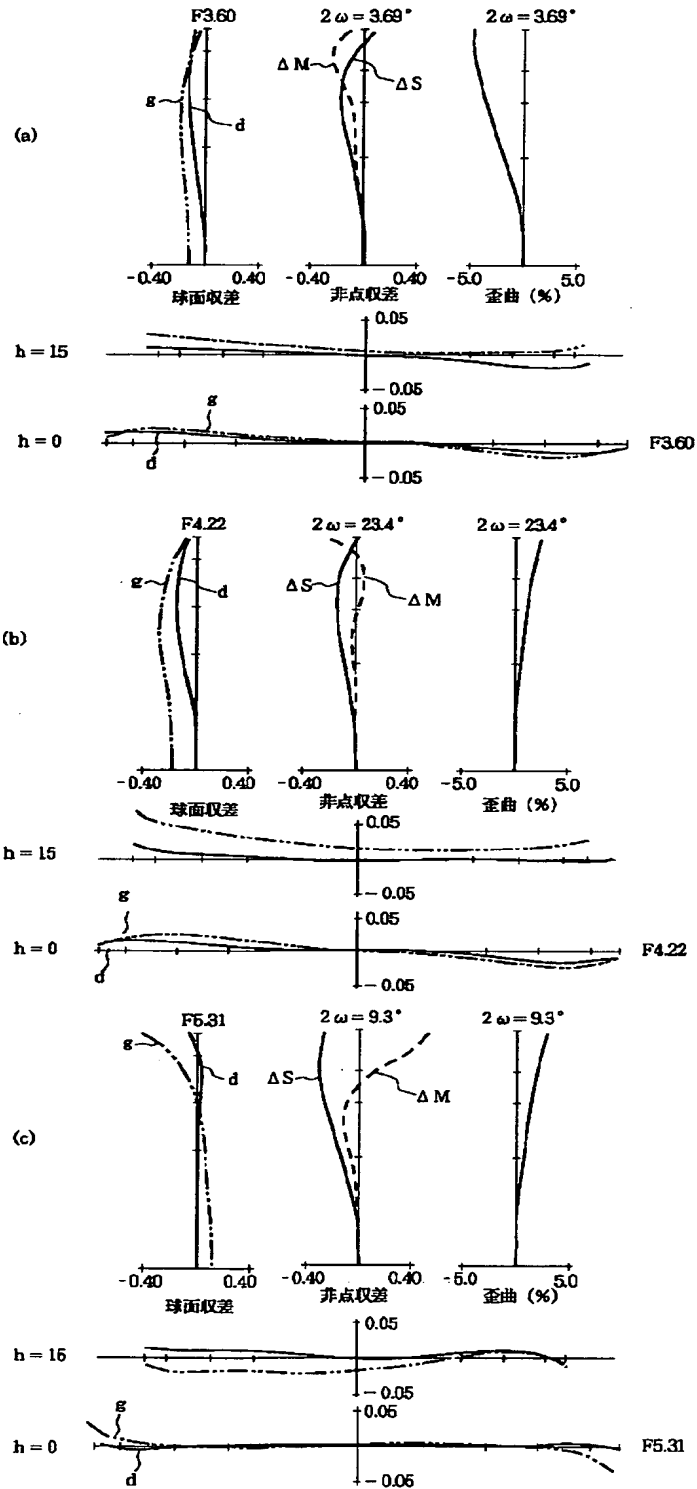 F3.60
2ω=3.69°
2ω=3.69°
ΔM
ΔS
g
d
(a)
-0.40
0.40
-0.40
0.40
-5.0
5.0
球面収差
非点収差
歪曲 (%)
0.05
h=15
-0.05
0.05
g
h=0
d
F3.60
-0.05
F4.22
2ω=23.4°
2ω=23.4°
g
d
ΔS
ΔM
(b)
-0.40
0.40
-0.40
0.40
-5.0
5.0
球面収差
非点収差
歪曲 (%)
0.05
h=15
-0.05
0.05
g
h=0
d
F4.22
-0.05
F5.31
2ω=9.3°
2ω=9.3°
g
d
ΔS
ΔM
(c)
-0.40
0.40
-0.40
0.40
-5.0
5.0
球面収差
非点収差
歪曲 (%)
0.05
h=15
-0.05
0.05
g
h=0
d
F5.31
-0.05